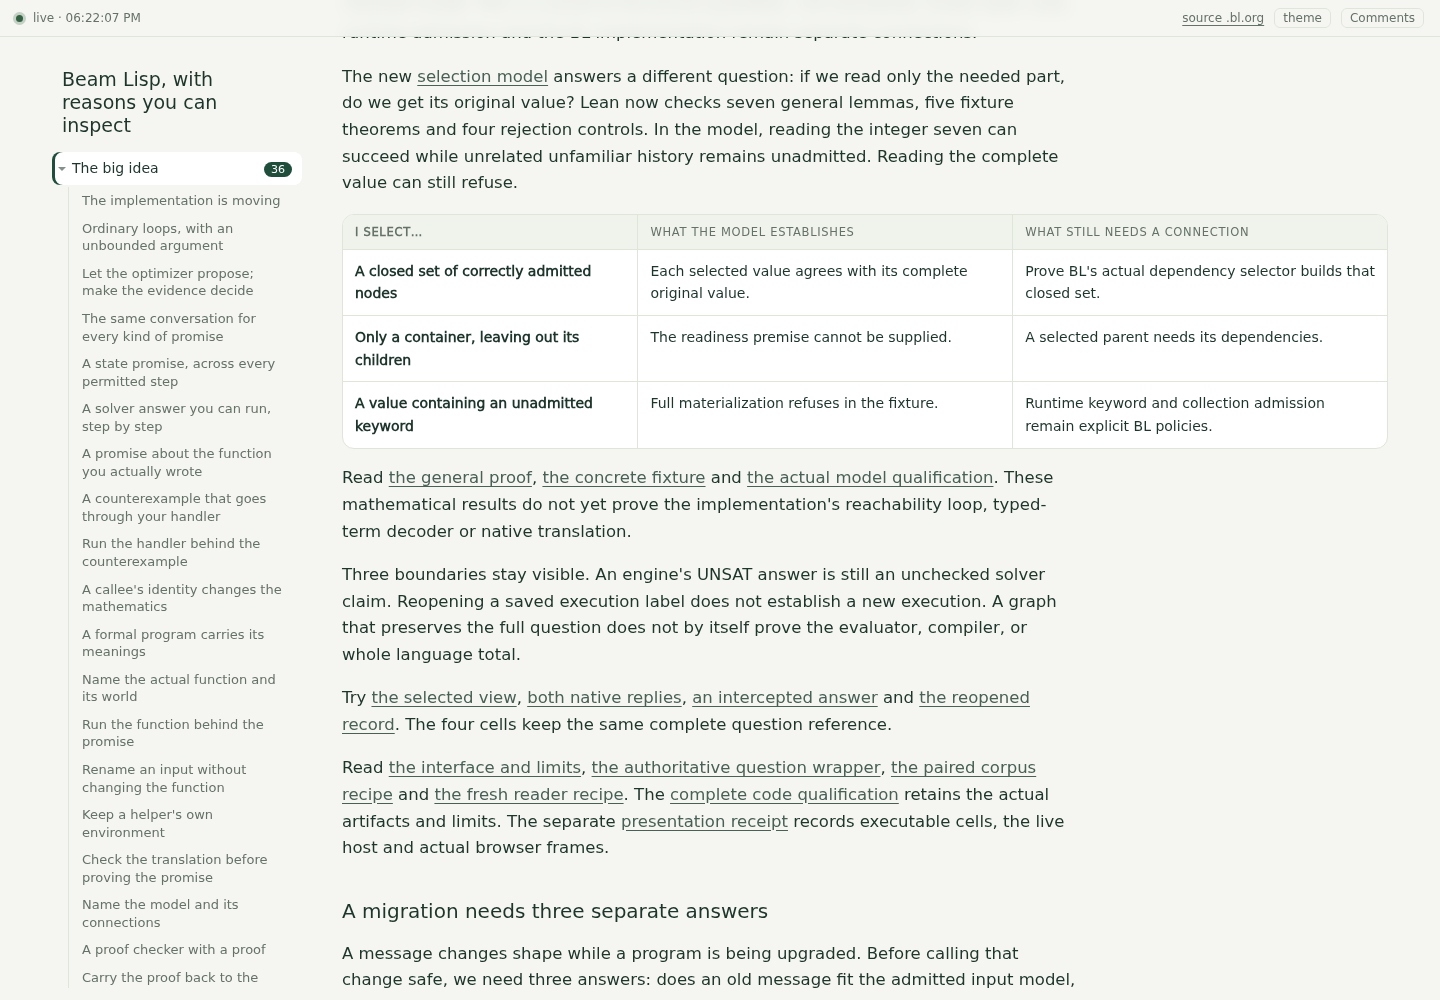 live · 06:22:07 PM
source .bl.org
theme
Comments
Beam Lisp, with
reasons you can
inspect
The big idea
36
The implementation is moving
Ordinary loops, with an
unbounded argument
Let the optimizer propose;
make the evidence decide
The same conversation for
every kind of promise
A state promise, across every
permitted step
A solver answer you can run,
step by step
A promise about the function
you actually wrote
A counterexample that goes
through your handler
Run the handler behind the
counterexample
A callee's identity changes the
mathematics
A formal program carries its
meanings
Name the actual function and
its world
Run the function behind the
promise
Rename an input without
changing the function
Keep a helper's own
environment
Check the translation before
proving the promise
Name the model and its
connections
A proof checker with a proof
Carry the proof back to the
runtime admission and the BL implementation remain separate connections.
The new selection model answers a different question: if we read only the needed part,
do we get its original value? Lean now checks seven general lemmas, five fixture
theorems and four rejection controls. In the model, reading the integer seven can
succeed while unrelated unfamiliar history remains unadmitted. Reading the complete
value can still refuse.
I SELECT...
WHAT THE MODEL ESTABLISHES
WHAT STILL NEEDS A CONNECTION
A closed set of correctly admitted
nodes
Each selected value agrees with its complete
original value.
Prove BL's actual dependency selector builds that
closed set.
Only a container, leaving out its
children
The readiness premise cannot be supplied.
A selected parent needs its dependencies.
A value containing an unadmitted
keyword
Full materialization refuses in the fixture.
Runtime keyword and collection admission
remain explicit BL policies.
Read the general proof, the concrete fixture and the actual model qualification. These
mathematical results do not yet prove the implementation's reachability loop, typed-
term decoder or native translation.
Three boundaries stay visible. An engine's UNSAT answer is still an unchecked solver
claim. Reopening a saved execution label does not establish a new execution. A graph
that preserves the full question does not by itself prove the evaluator, compiler, or
whole language total.
Try the selected view, both native replies, an intercepted answer and the reopened
record. The four cells keep the same complete question reference.
Read the interface and limits, the authoritative question wrapper, the paired corpus
recipe and the fresh reader recipe. The complete code qualification retains the actual
artifacts and limits. The separate presentation receipt records executable cells, the live
host and actual browser frames.
A migration needs three separate answers
A message changes shape while a program is being upgraded. Before calling that
change safe, we need three answers: does an old message fit the admitted input model,